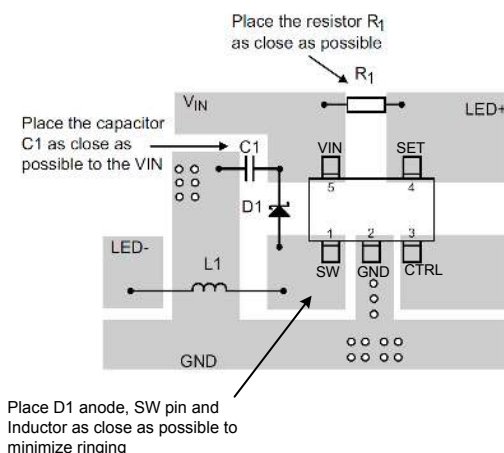 Place the resistor R1
as close as possible
R1
VIN
LED+
Place the capacitor
C1 as close as
possible to the VIN
C1
VIN
SET
5
4
D1
1
2
3
LED-
L1
SW
GND
CTRL
GND
Place D1 anode, SW pin and
Inductor as close as possible to
minimize ringing